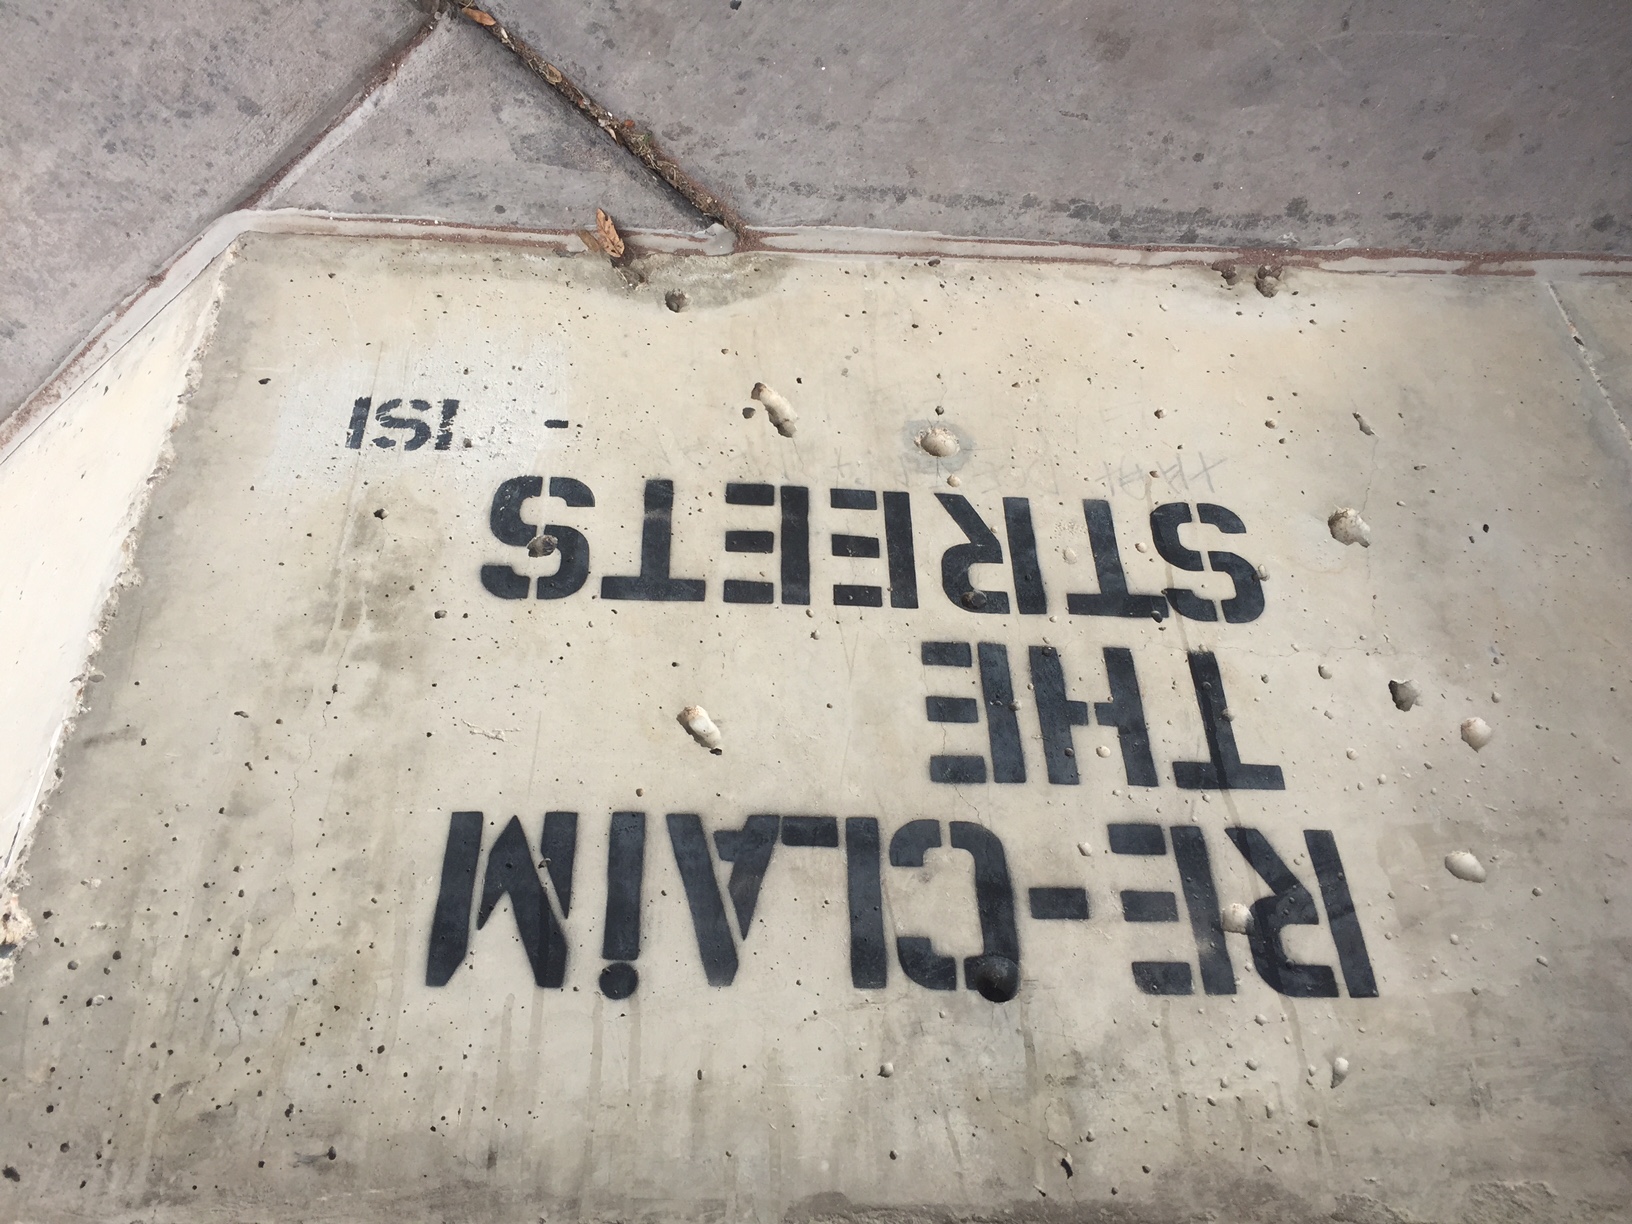 RE-CLAiM
THE
STREETS